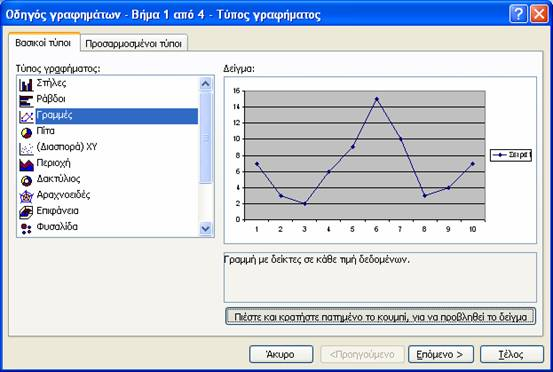 Οδηγός γραφημάτων - Βήμα 1 από 4 - Τύπος γραφήματος
Βασικοί τύποι
Προσαρμοσμένοι τύποι
Τύπος γραφήματος:
Στήλες
Ράβδοι
Γραμμές
Πίτα
(Διασπορά) XY
Περιοχή
Δακτύλιος
Αραχνοειδές
Επιφάνεια
Φυσαλίδα
Δείγμα:
16
14
12
10
8
6
4
2
0
1 2 3 4 5 6 7 8 9 10
Σειρά1
Γραμμή με δείκτες σε κάθε τιμή δεδομένων.
Πιέστε και κρατήστε πατημένο το κουμπί, για να προβληθεί το δείγμα
Άκυρο
<Προηγούμενο
Επόμενο >
Τέλος